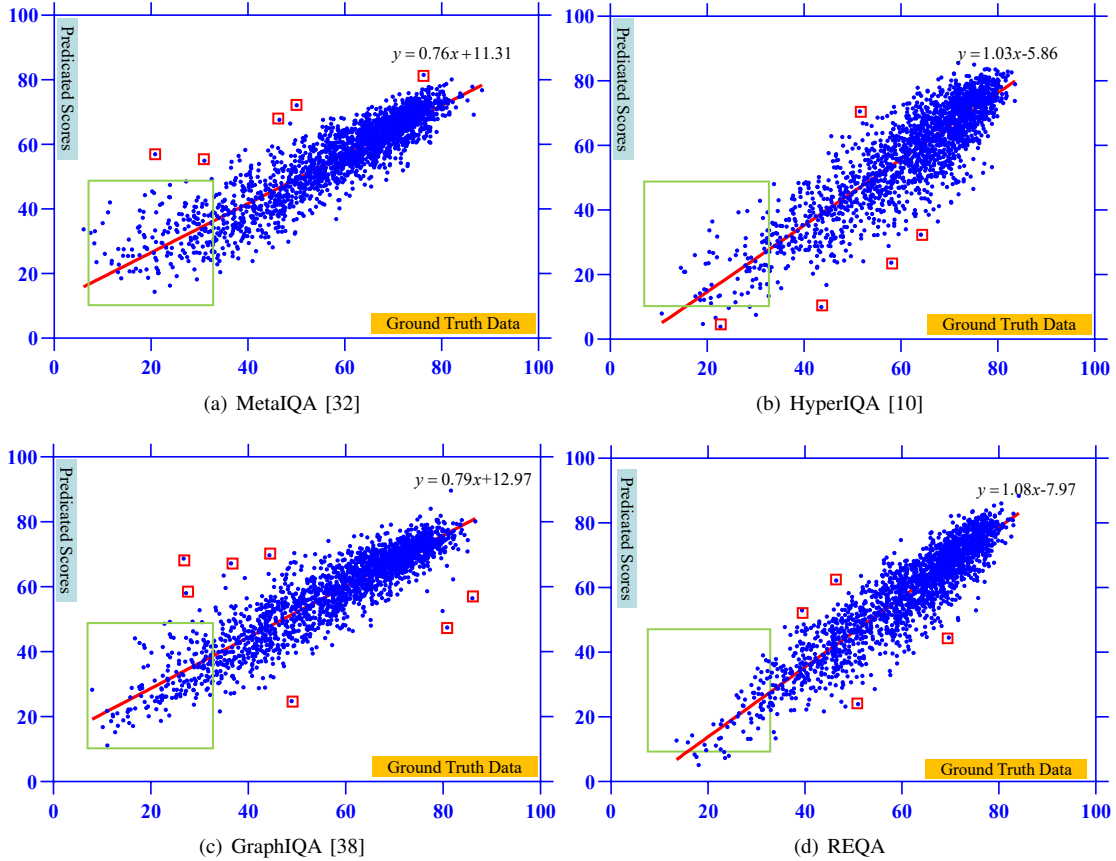 100
80
60
40
20
0
Predicated Scores
y = 0.76x+11.31
Ground Truth Data
0 20 40 60 80 100
(a) MetaIQA [32]
100
80
60
40
20
0
Predicated Scores
y=1.03x-5.86
Ground Truth Data
0 20 40 60 80 100
(b) HyperIQA [10]
100
80
60
40
20
0
Predicated Scores
y = 0.79x+12.97
Ground Truth Data
0 20 40 60 80 100
(c) GraphIQA [38]
100
80
60
40
20
0
Predicated Scores
y=1.08x-7.97
Ground Truth Data
0 20 40 60 80 100
(d) REQA